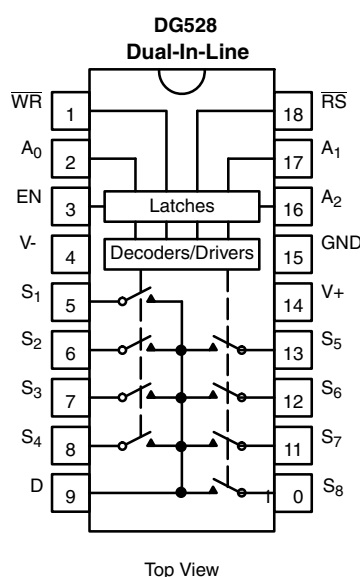 DG528
Dual-In-Line
WR 1 18 RS
A0 2 17 A1
EN 3 Latches 16 A2
V- 4 Decoders/Drivers 15 GND
S1 5 14 V+
S2 6 13 S5
S3 7 12 S6
S4 8 11 S7
D 9 0 S8
Top View